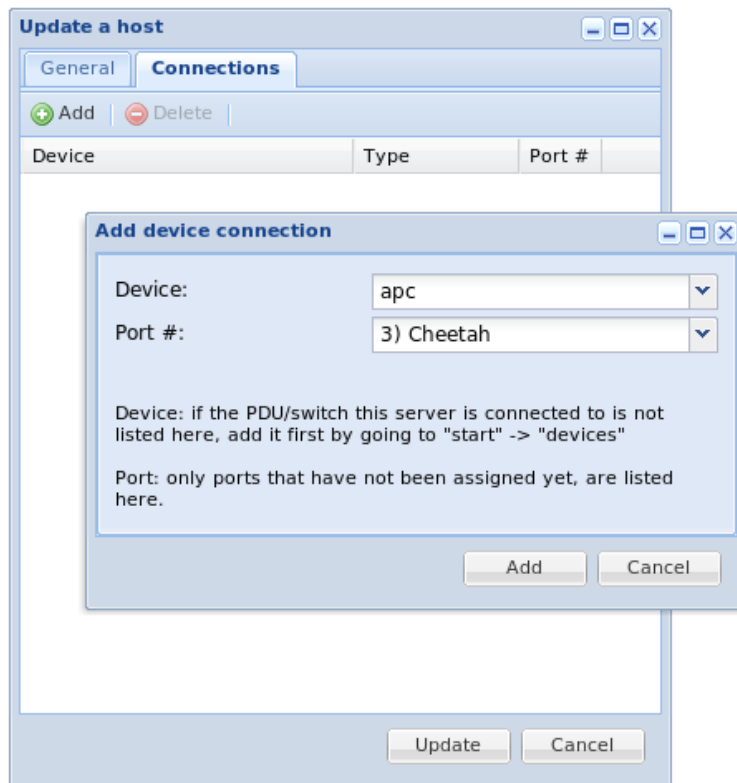 Update a host
General Connections
Add Delete
Device Type Port #
Add device connection
Device: apc
Port #: 3) Cheetah
Device: if the PDU/switch this server is connected to is not
listed here, add it first by going to "start" -> "devices"
Port: only ports that have not been assigned yet, are listed
here.
Add Cancel
Update Cancel